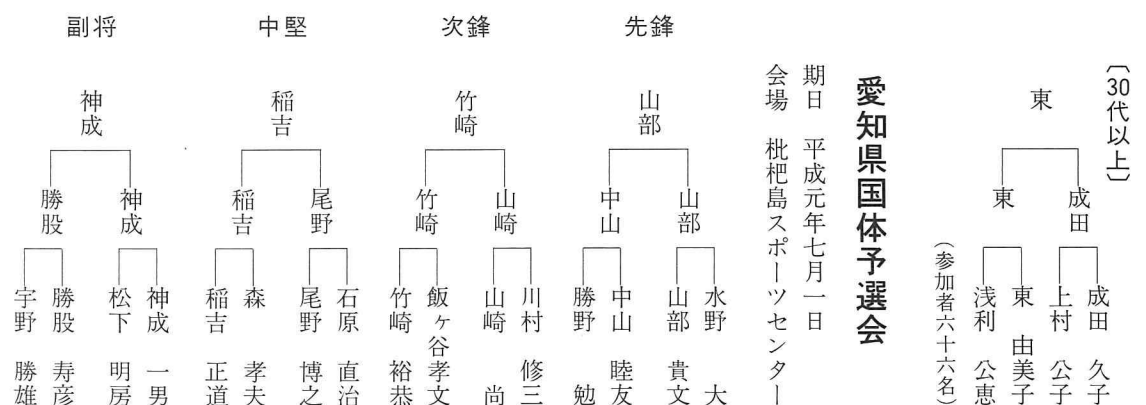 〔30代以上〕
東
成田
東
成田 久子
上村 公子
東 由美子
浅利 公恵
(参加者六十六名)
愛知県国体予選会
期日 平成元年七月一日
会場 枇杷島スポーツセンター
先鋒
山部
山部
中山
水野 大
山部 貴文
中山 睦友
勝野 勉
次鋒
竹崎
山崎
竹崎
川村 修三
山崎 尚
飯ヶ谷孝文
竹崎 裕恭
中堅
稲吉
尾野
稲吉
石原 直治
尾野 博之
森 孝夫
稲吉 正道
副将
神成
神成
勝股
神成 一男
松下 明房
勝股 寿彦
宇野 勝雄